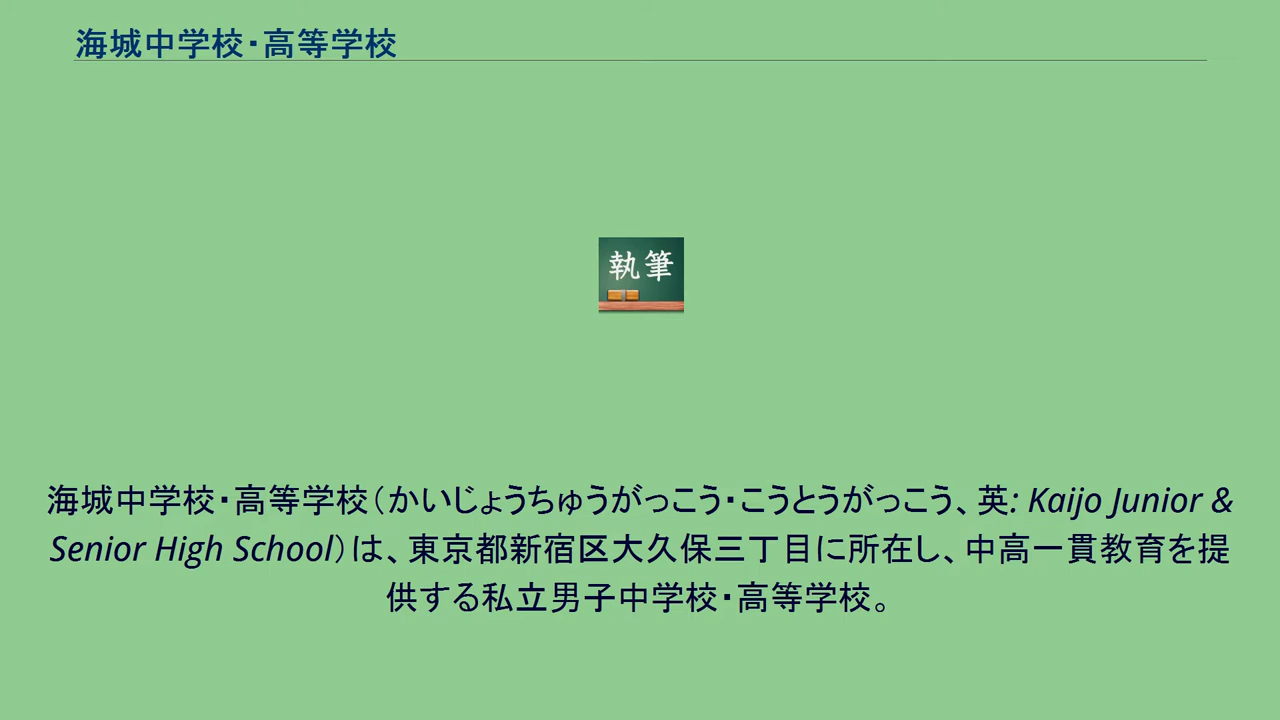 海城中学校・高等学校
執筆
海城中学校・高等学校（かいじょうちゅうがっこう・こうとうがっこう、英: Kaijo Junior &
Senior High School）は、東京都新宿区大久保三丁目に所在し、中高一貫教育を提
供する私立男子中学校・高等学校。